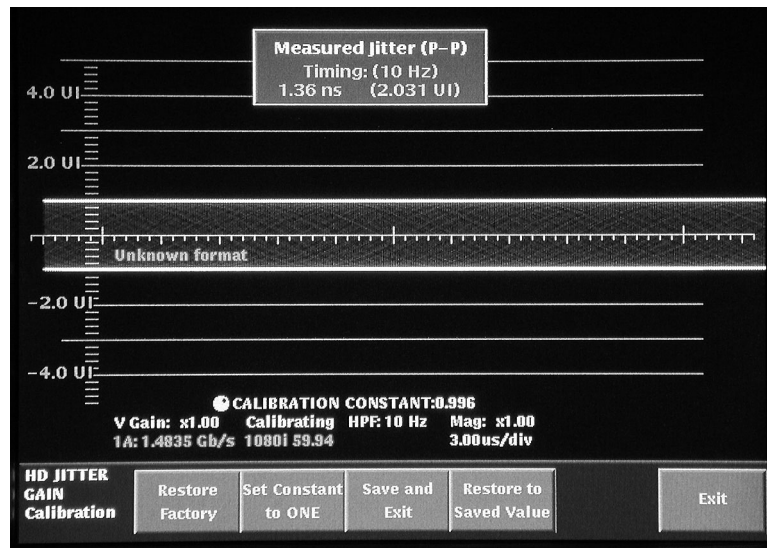 Measured Jitter (P-P)
Timing: (10 Hz)
1.36 ns (2.031 UI)
4.0 UI
2.0 UI
Unknown format
-2.0 UI
-4.0 UI
CALIBRATION CONSTANT:0.996
V Gain: x1.00 Calibrating HPF: 10 Hz Mag: x1.00
1A: 1.4835 Gb/s 1080i 59.94 3.00us/div
HD JITTER
GAIN
Calibration
Restore
Factory
Set Constant
to ONE
Save and
Exit
Restore to
Saved Value
Exit